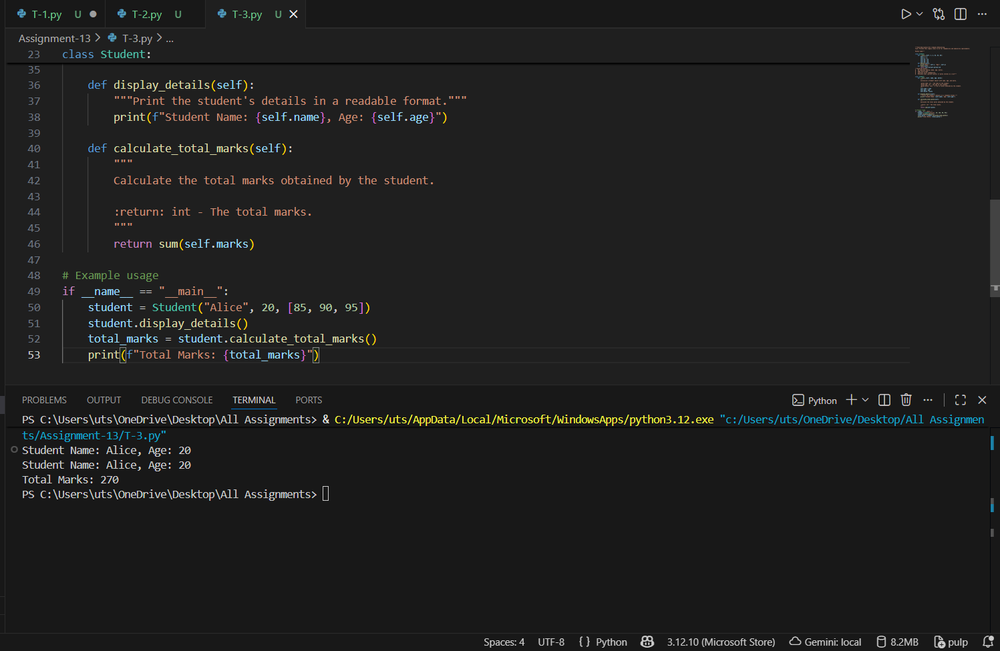 T-1.py U
T-2.py U
T-3.py U
Assignment-13 > T-3.py > ...
23 class Student:
35
36 def display_details(self):
37 """Print the student's details in a readable format."""
38 print(f"Student Name: {self.name}, Age: {self.age}")
39
40 def calculate_total_marks(self):
41 """
42 Calculate the total marks obtained by the student.
43
44 :return: int - The total marks.
45 """
46 return sum(self.marks)
47
48 # Example usage
49 if __name__ == "__main__":
50 student = Student("Alice", 20, [85, 90, 95])
51 student.display_details()
52 total_marks = student.calculate_total_marks()
53 print(f"Total Marks: {total_marks}")
PROBLEMS OUTPUT DEBUG CONSOLE TERMINAL PORTS Python
PS C:\Users\uts\OneDrive\Desktop\All Assignments> & C:/Users/uts/AppData/Local/Microsoft/WindowsApps/python3.12.exe "c:/Users/uts/OneDrive/Desktop/All Assignmen
ts/Assignment-13/T-3.py"
Student Name: Alice, Age: 20
Student Name: Alice, Age: 20
Total Marks: 270
PS C:\Users\uts\OneDrive\Desktop\All Assignments>
Spaces: 4 UTF-8 { } Python 3.12.10 (Microsoft Store) Gemini: local 8.2MB pulp